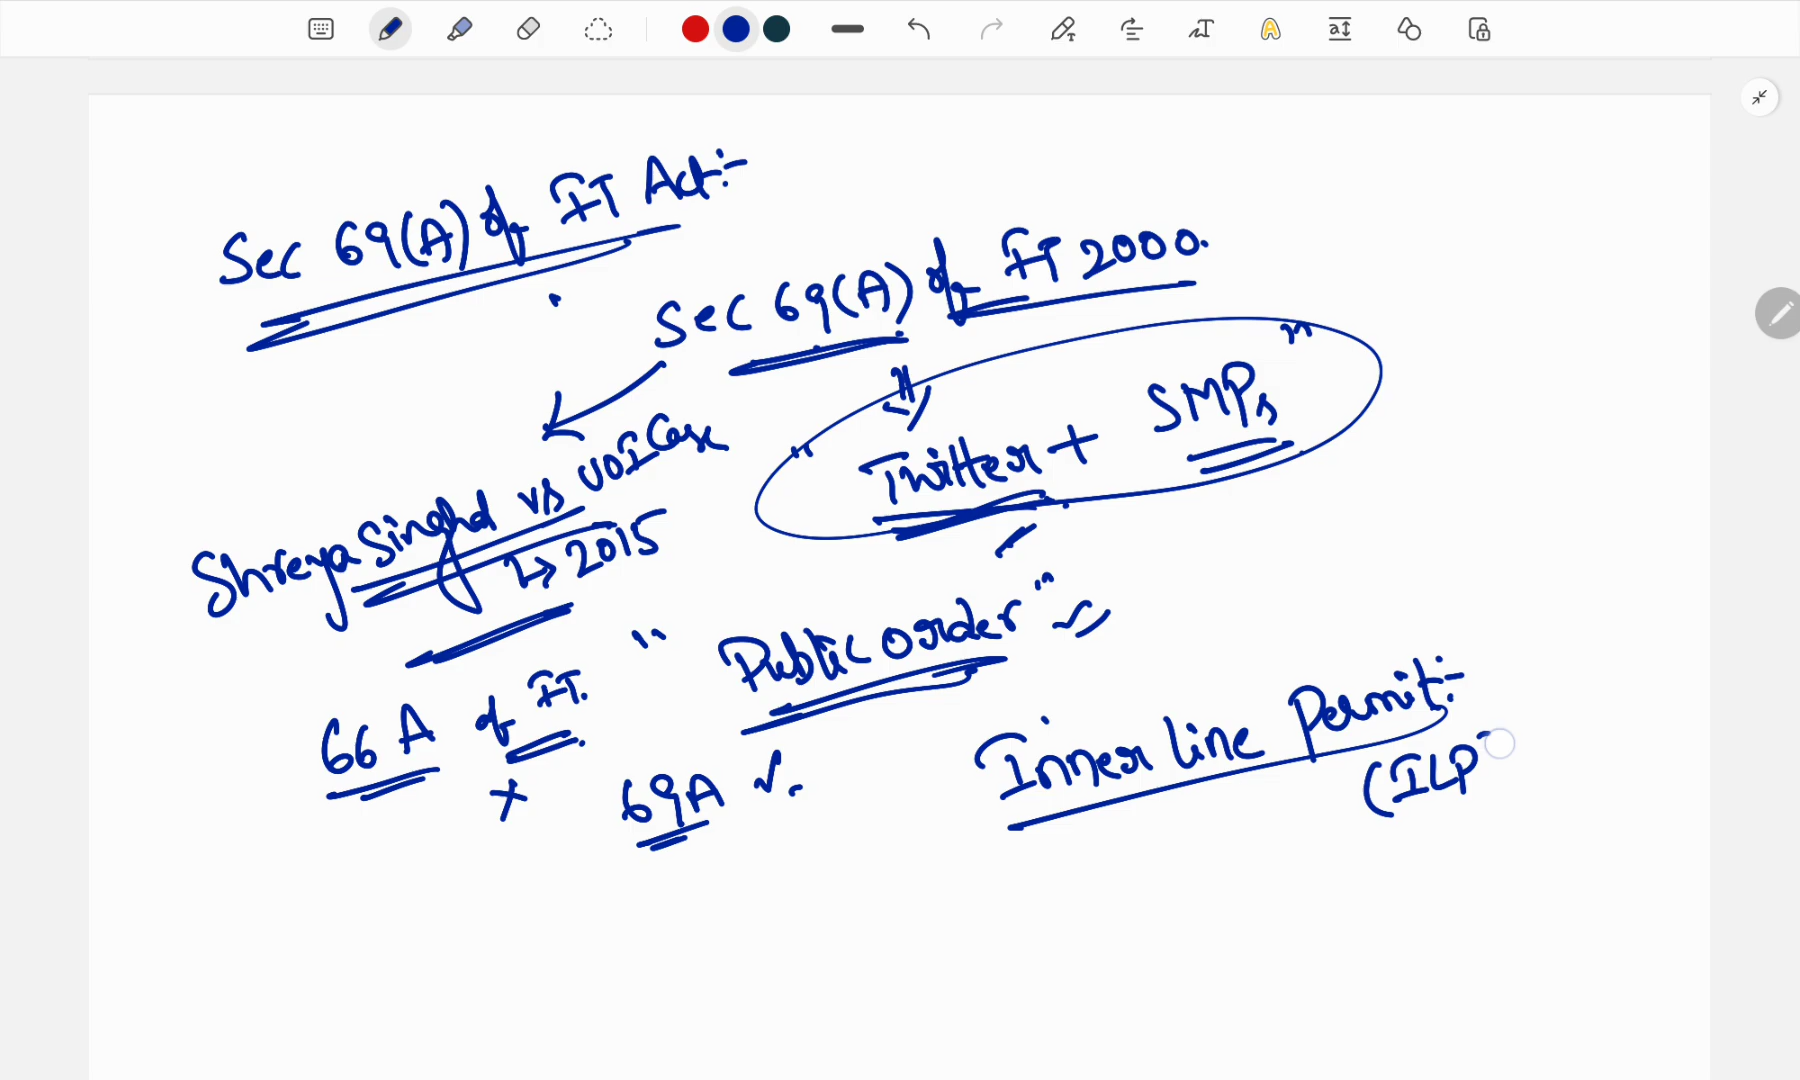 Sec 69(A) of IT Act:-
Sec 69(A) of IT 2000.
"Twitter + SMPs"
Shreya Singhal vs UOI Case
↳ 2015
"Public order"
66 A of IT.
×
69A ✓.
Inner line Permit:-
(ILP